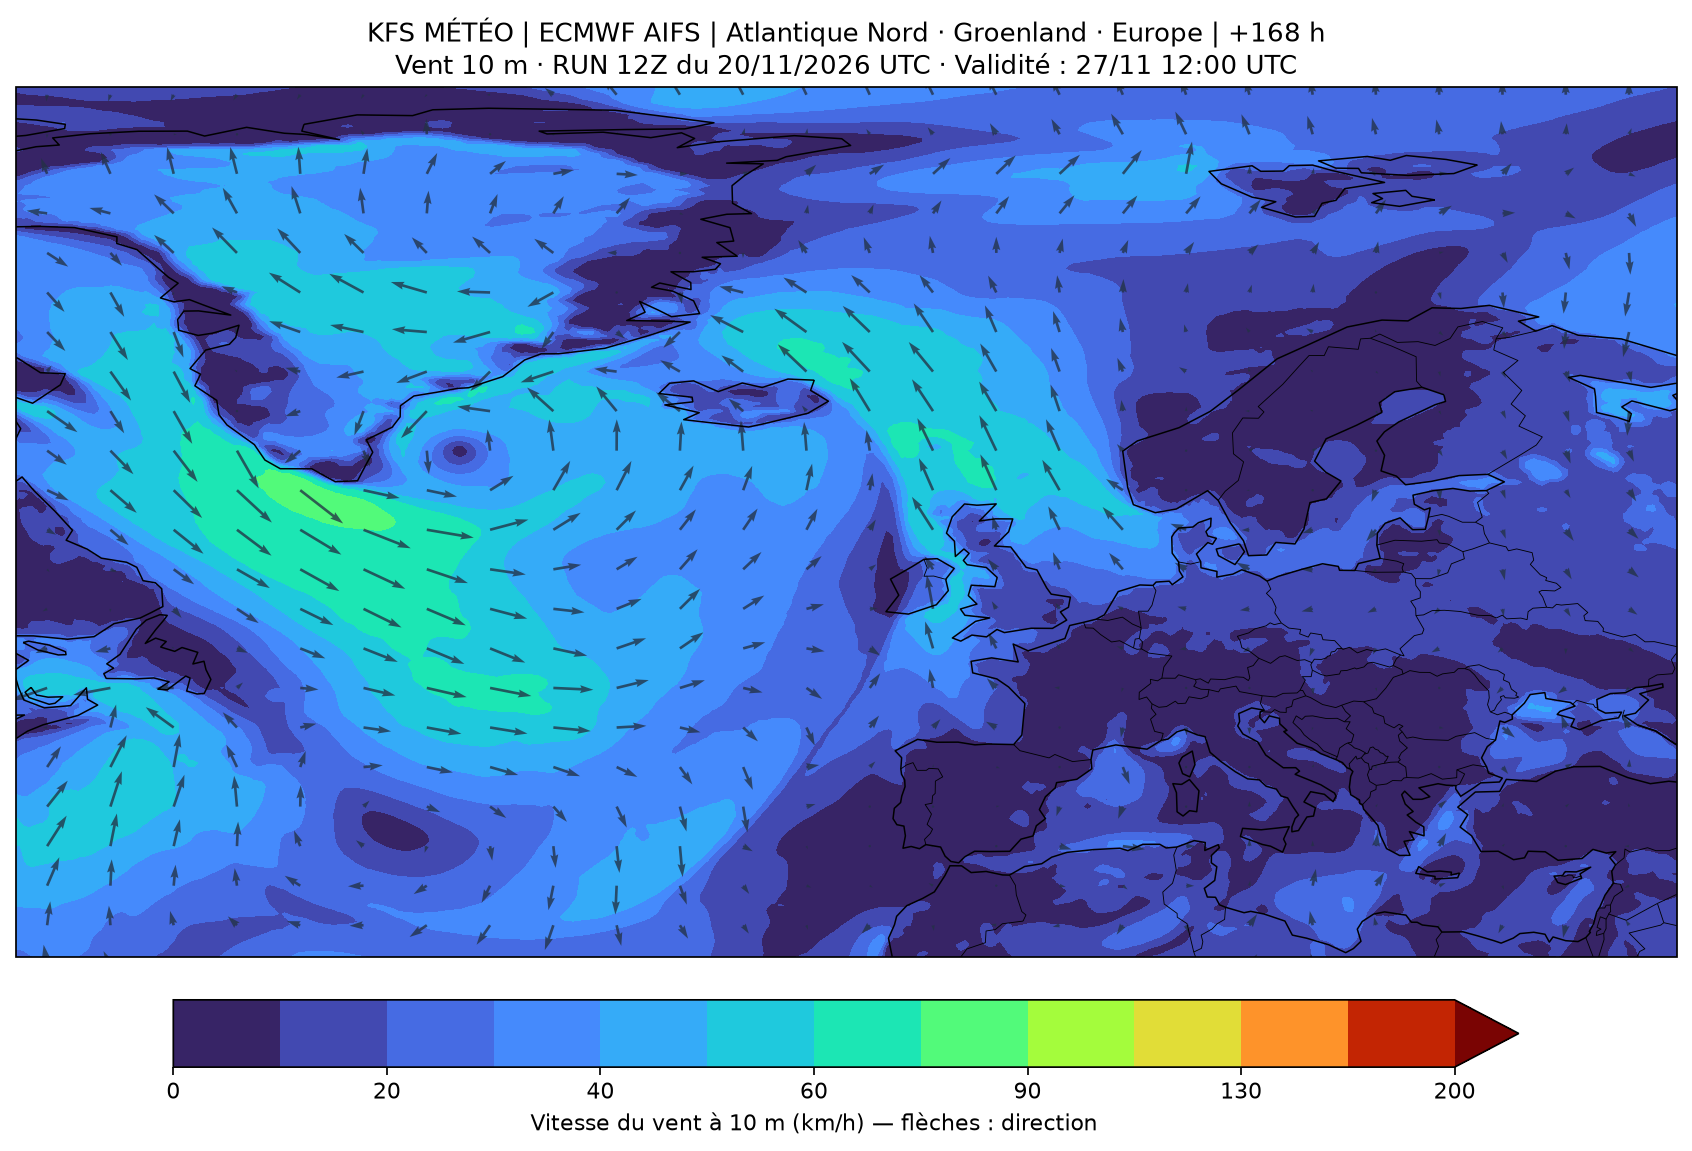 KFS MÉTÉO | ECMWF AIFS | Atlantique Nord · Groenland · Europe | +168 h
Vent 10 m · RUN 12Z du 20/11/2026 UTC · Validité : 27/11 12:00 UTC
0 20 40 60 90 130 200
Vitesse du vent à 10 m (km/h) — flèches : direction